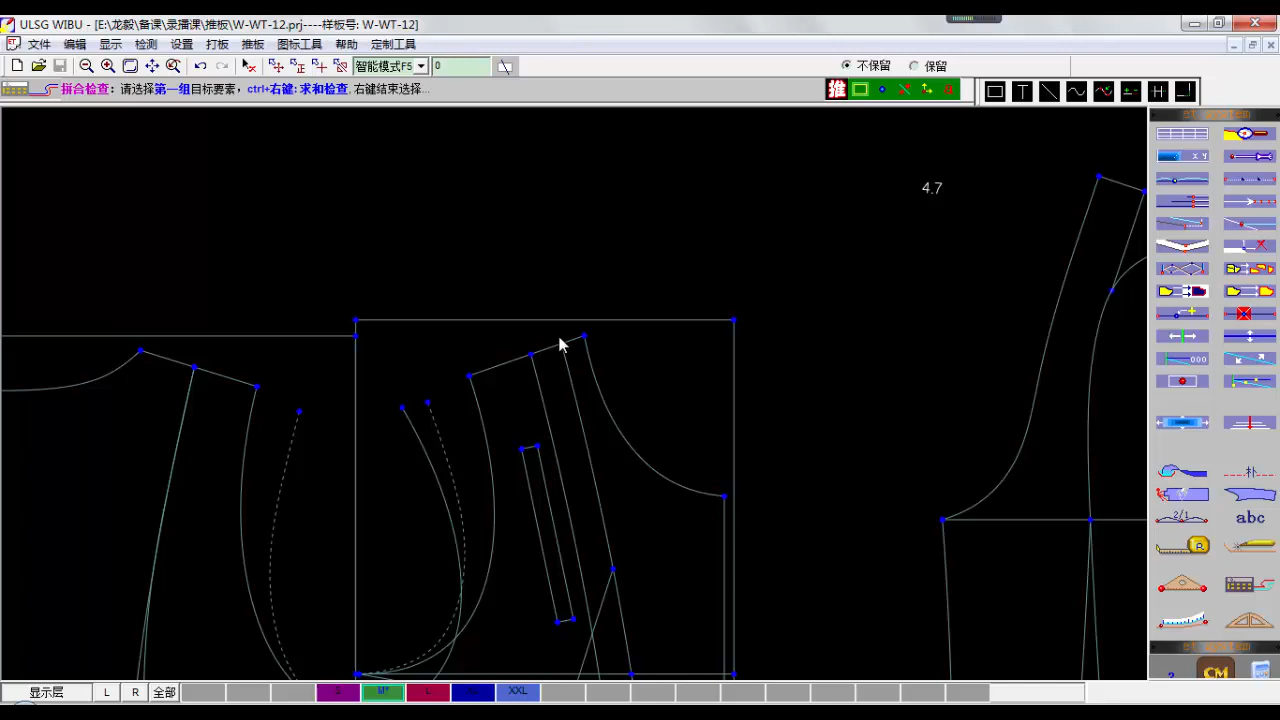 ULSG WIBU - [E:\龙毅\备课\录播课\推板\W-WT-12.prj----样板号: W-WT-12]
文件 编辑 显示 检测 设置 打板 推板 图标工具 帮助 定制工具
智能模式F5 0 不保留 保留
拼合检查: 请选择第一组目标要素, ctrl+右键: 求和检查, 右键结束选择... 推
X Y
4.7
000
补
2/1 abc
R
显示层 L R 全部 S M* L XXL
?